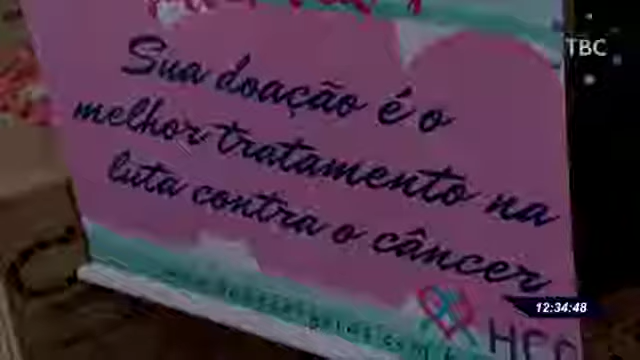 TBC
Sua doação é o
melhor tratamento na
luta contra o câncer
12:34:48